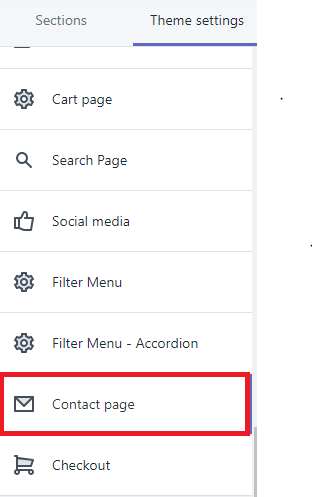 Sections Theme settings
Cart page
Search Page
Social media
Filter Menu
Filter Menu - Accordion
Contact page
Checkout